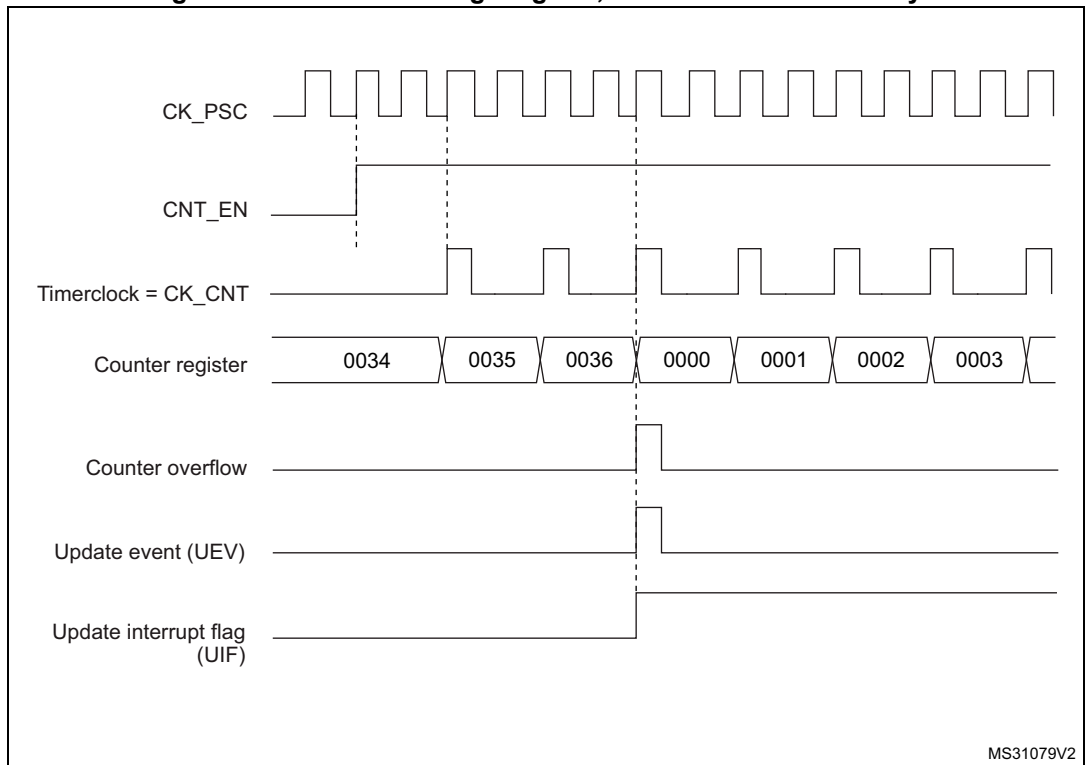 CK_PSC
CNT_EN
Timerclock = CK_CNT
Counter register
0034 0035 0036 0000 0001 0002 0003
Counter overflow
Update event (UEV)
Update interrupt flag
(UIF)
MS31079V2